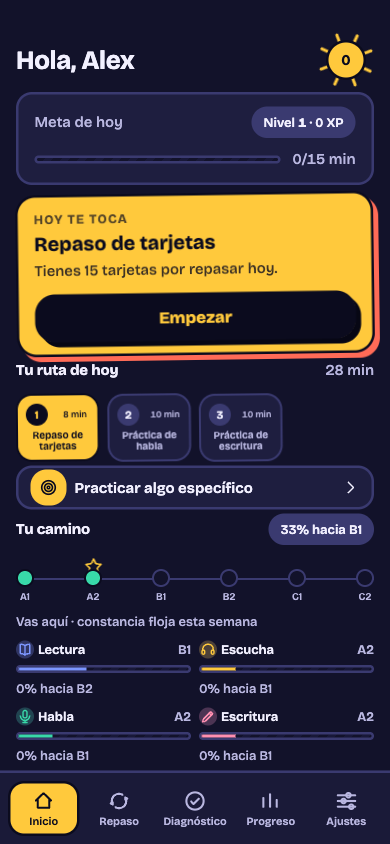 Hola, Alex
0
Meta de hoy
Nivel 1 · 0 XP
0/15 min
HOY TE TOCA
Repaso de tarjetas
Tienes 15 tarjetas por repasar hoy.
Empezar
Tu ruta de hoy
28 min
1
8 min
Repaso de
tarjetas
2
10 min
Práctica de
habla
3
10 min
Práctica de
escritura
Practicar algo específico
Tu camino
33% hacia B1
A1
A2
B1
B2
C1
C2
Vas aquí · constancia floja esta semana
Lectura
B1
0% hacia B2
Escucha
A2
0% hacia B1
Habla
A2
0% hacia B1
Escritura
A2
0% hacia B1
Inicio
Repaso
Diagnóstico
Progreso
Ajustes